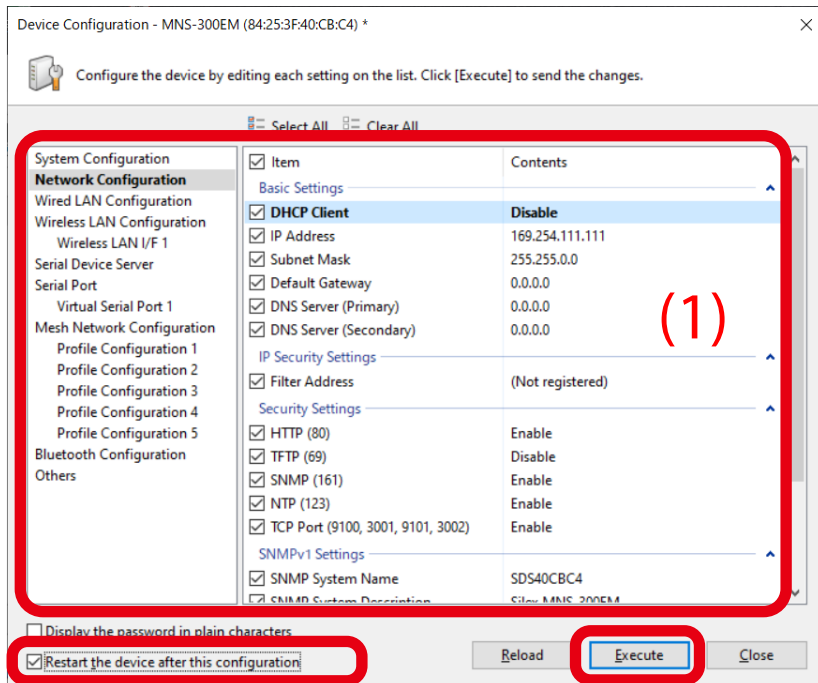 Device Configuration - MNS-300EM (84:25:3F:40:CB:C4) *
Configure the device by editing each setting on the list. Click [Execute] to send the changes.
Select All Clear All
System Configuration
Network Configuration
Wired LAN Configuration
Wireless LAN Configuration
Wireless LAN I/F 1
Serial Device Server
Serial Port
Virtual Serial Port 1
Mesh Network Configuration
Profile Configuration 1
Profile Configuration 2
Profile Configuration 3
Profile Configuration 4
Profile Configuration 5
Bluetooth Configuration
Others
Item Contents
Basic Settings
DHCP Client Disable
IP Address 169.254.111.111
Subnet Mask 255.255.0.0
Default Gateway 0.0.0.0
DNS Server (Primary) 0.0.0.0
DNS Server (Secondary) 0.0.0.0
(1)
IP Security Settings
Filter Address (Not registered)
Security Settings
HTTP (80) Enable
TFTP (69) Disable
SNMP (161) Enable
NTP (123) Enable
TCP Port (9100, 3001, 9101, 3002) Enable
SNMPv1 Settings
SNMP System Name SDS40CBC4
SNMP System Description Silex MNS-300EM
Display the password in plain characters
Restart the device after this configuration
Reload Execute Close